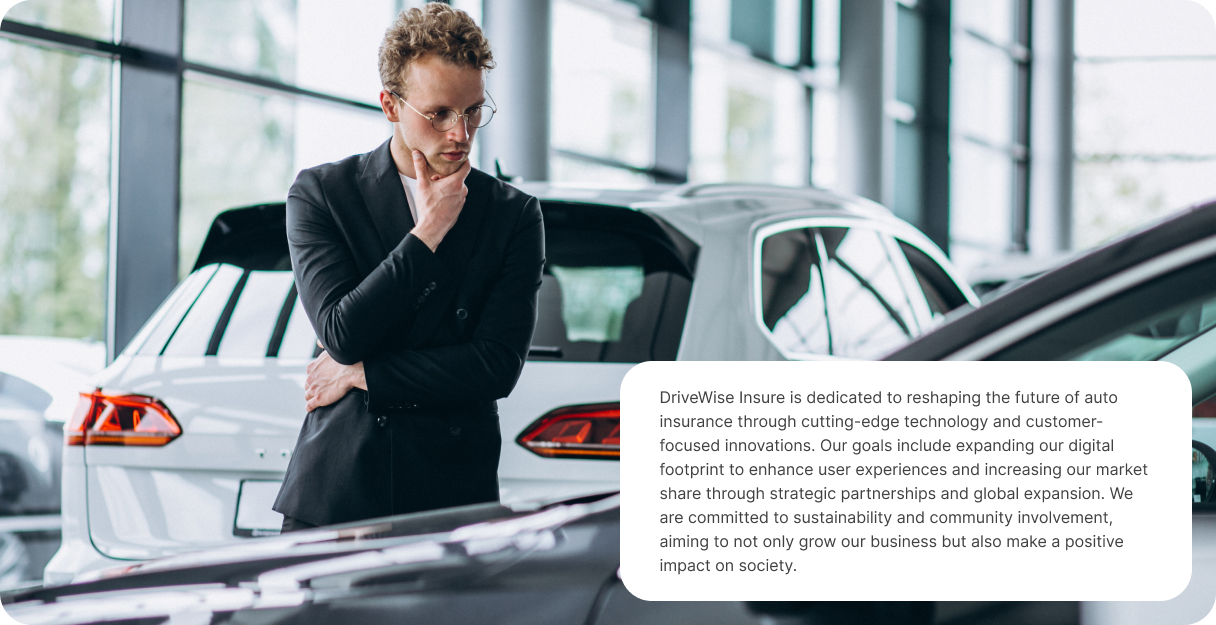 DriveWise Insure is dedicated to reshaping the future of auto
insurance through cutting-edge technology and customer-
focused innovations. Our goals include expanding our digital
footprint to enhance user experiences and increasing our market
share through strategic partnerships and global expansion. We
are committed to sustainability and community involvement,
aiming to not only grow our business but also make a positive
impact on society.